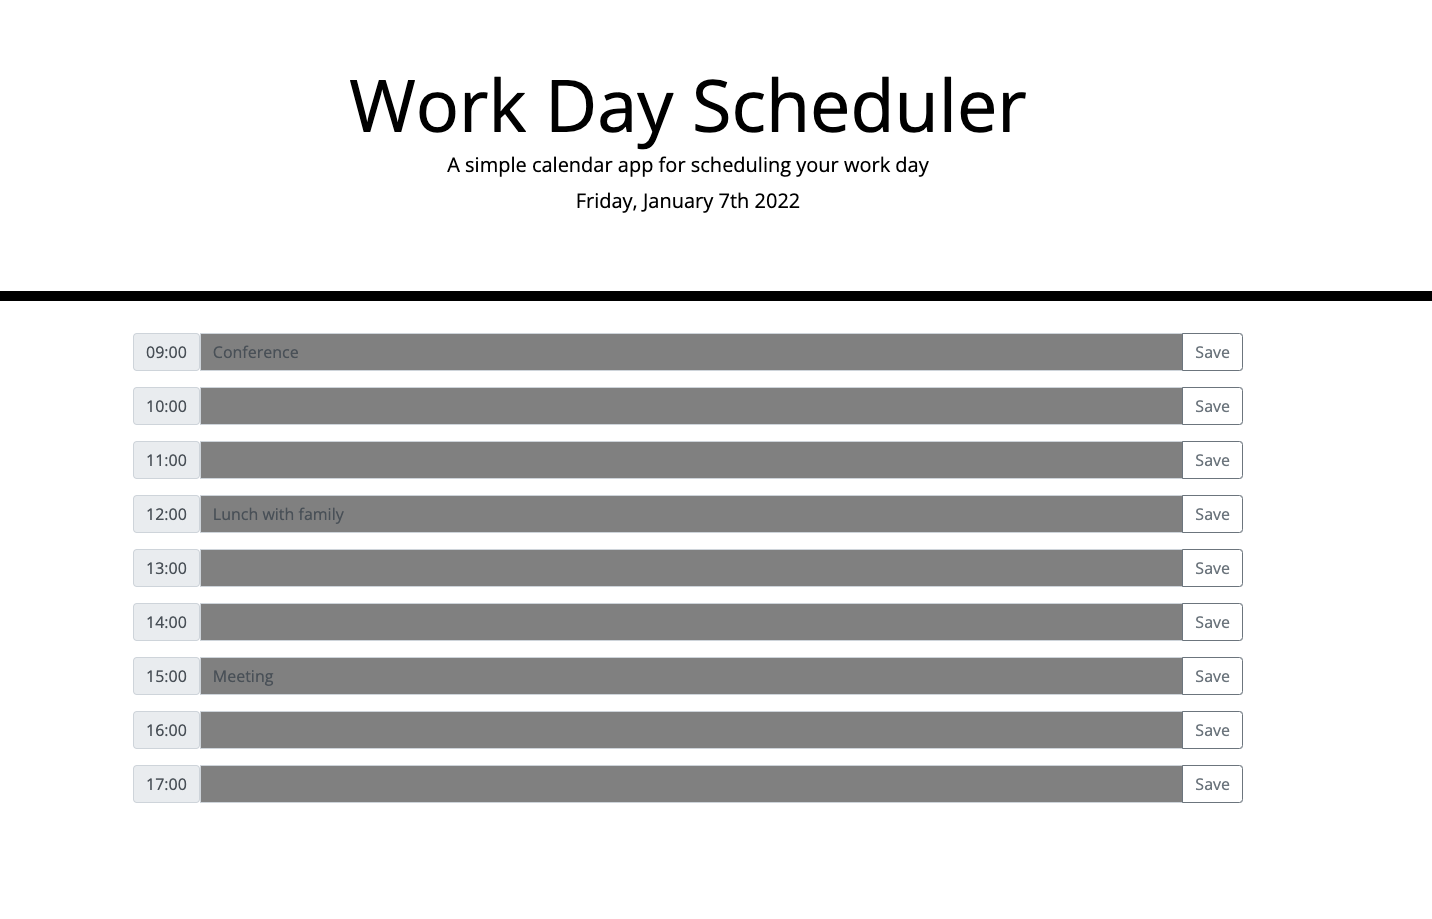 Work Day Scheduler
A simple calendar app for scheduling your work day
Friday, January 7th 2022
09:00 Conference Save
10:00 Save
11:00 Save
12:00 Lunch with family Save
13:00 Save
14:00 Save
15:00 Meeting Save
16:00 Save
17:00 Save